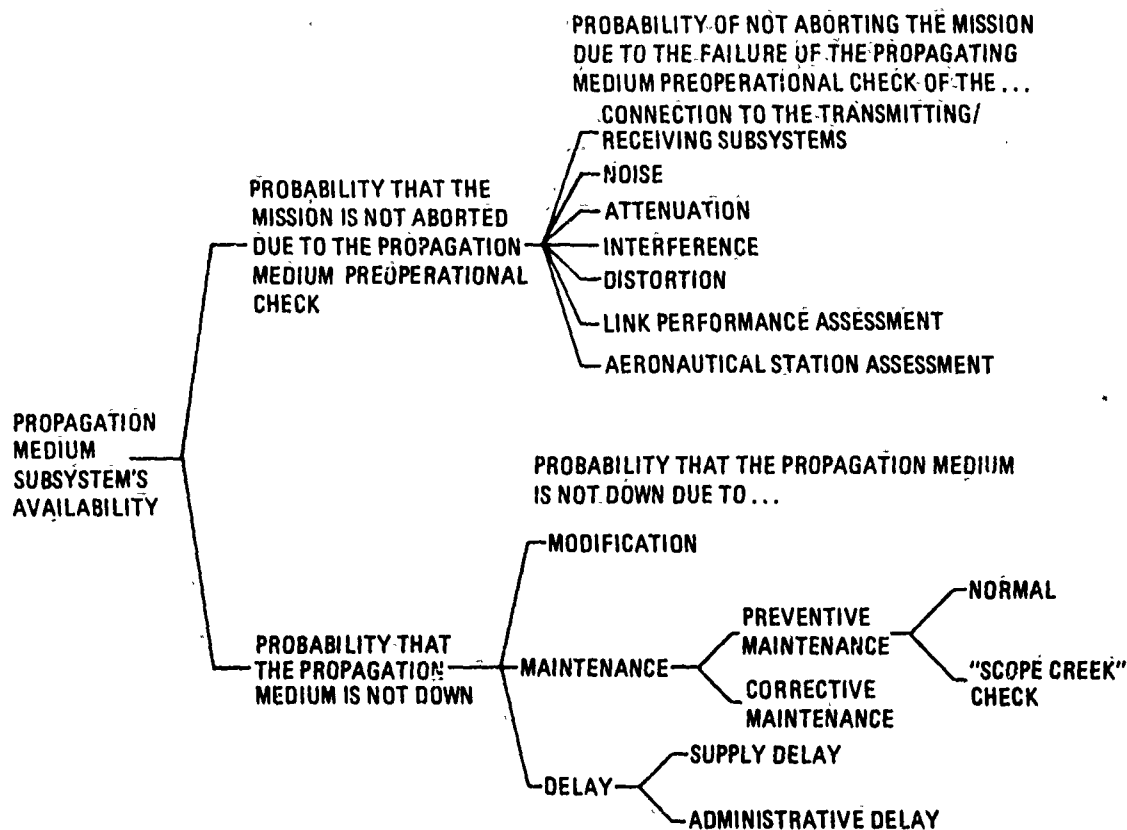 PROBABILITY OF NOT ABORTING THE MISSION
DUE TO THE FAILURE OF THE PROPAGATING
MEDIUM PREOPERATIONAL CHECK OF THE ...
CONNECTION TO THE TRANSMITTING/
RECEIVING SUBSYSTEMS
NOISE
ATTENUATION
INTERFERENCE
DISTORTION
LINK PERFORMANCE ASSESSMENT
AERONAUTICAL STATION ASSESSMENT
PROBABILITY THAT THE
MISSION IS NOT ABORTED
DUE TO THE PROPAGATION
MEDIUM PREOPERATIONAL
CHECK
PROPAGATION
MEDIUM
SUBSYSTEM'S
AVAILABILITY
PROBABILITY THAT THE PROPAGATION MEDIUM
IS NOT DOWN DUE TO ...
MODIFICATION
PROBABILITY THAT
THE PROPAGATION
MEDIUM IS NOT DOWN
MAINTENANCE
PREVENTIVE
MAINTENANCE
NORMAL
"SCOPE CREEK"
CHECK
CORRECTIVE
MAINTENANCE
DELAY
SUPPLY DELAY
ADMINISTRATIVE DELAY